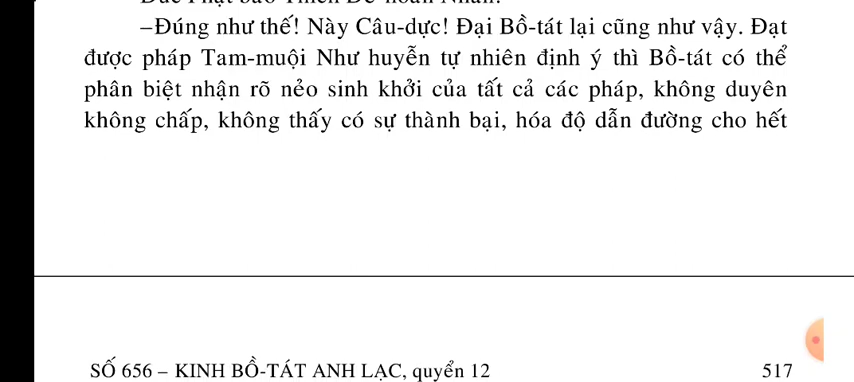 –Đúng như thế! Này Câu-dực! Đại Bồ-tát lại cũng như vậy. Đạt
được pháp Tam-muội Như huyễn tự nhiên định ý thì Bồ-tát có thể
phân biệt nhận rõ nẻo sinh khởi của tất cả các pháp, không duyên
không chấp, không thấy có sự thành bại, hóa độ dẫn đường cho hết
SỐ 656 – KINH BỒ-TÁT ANH LẠC, quyển 12
517